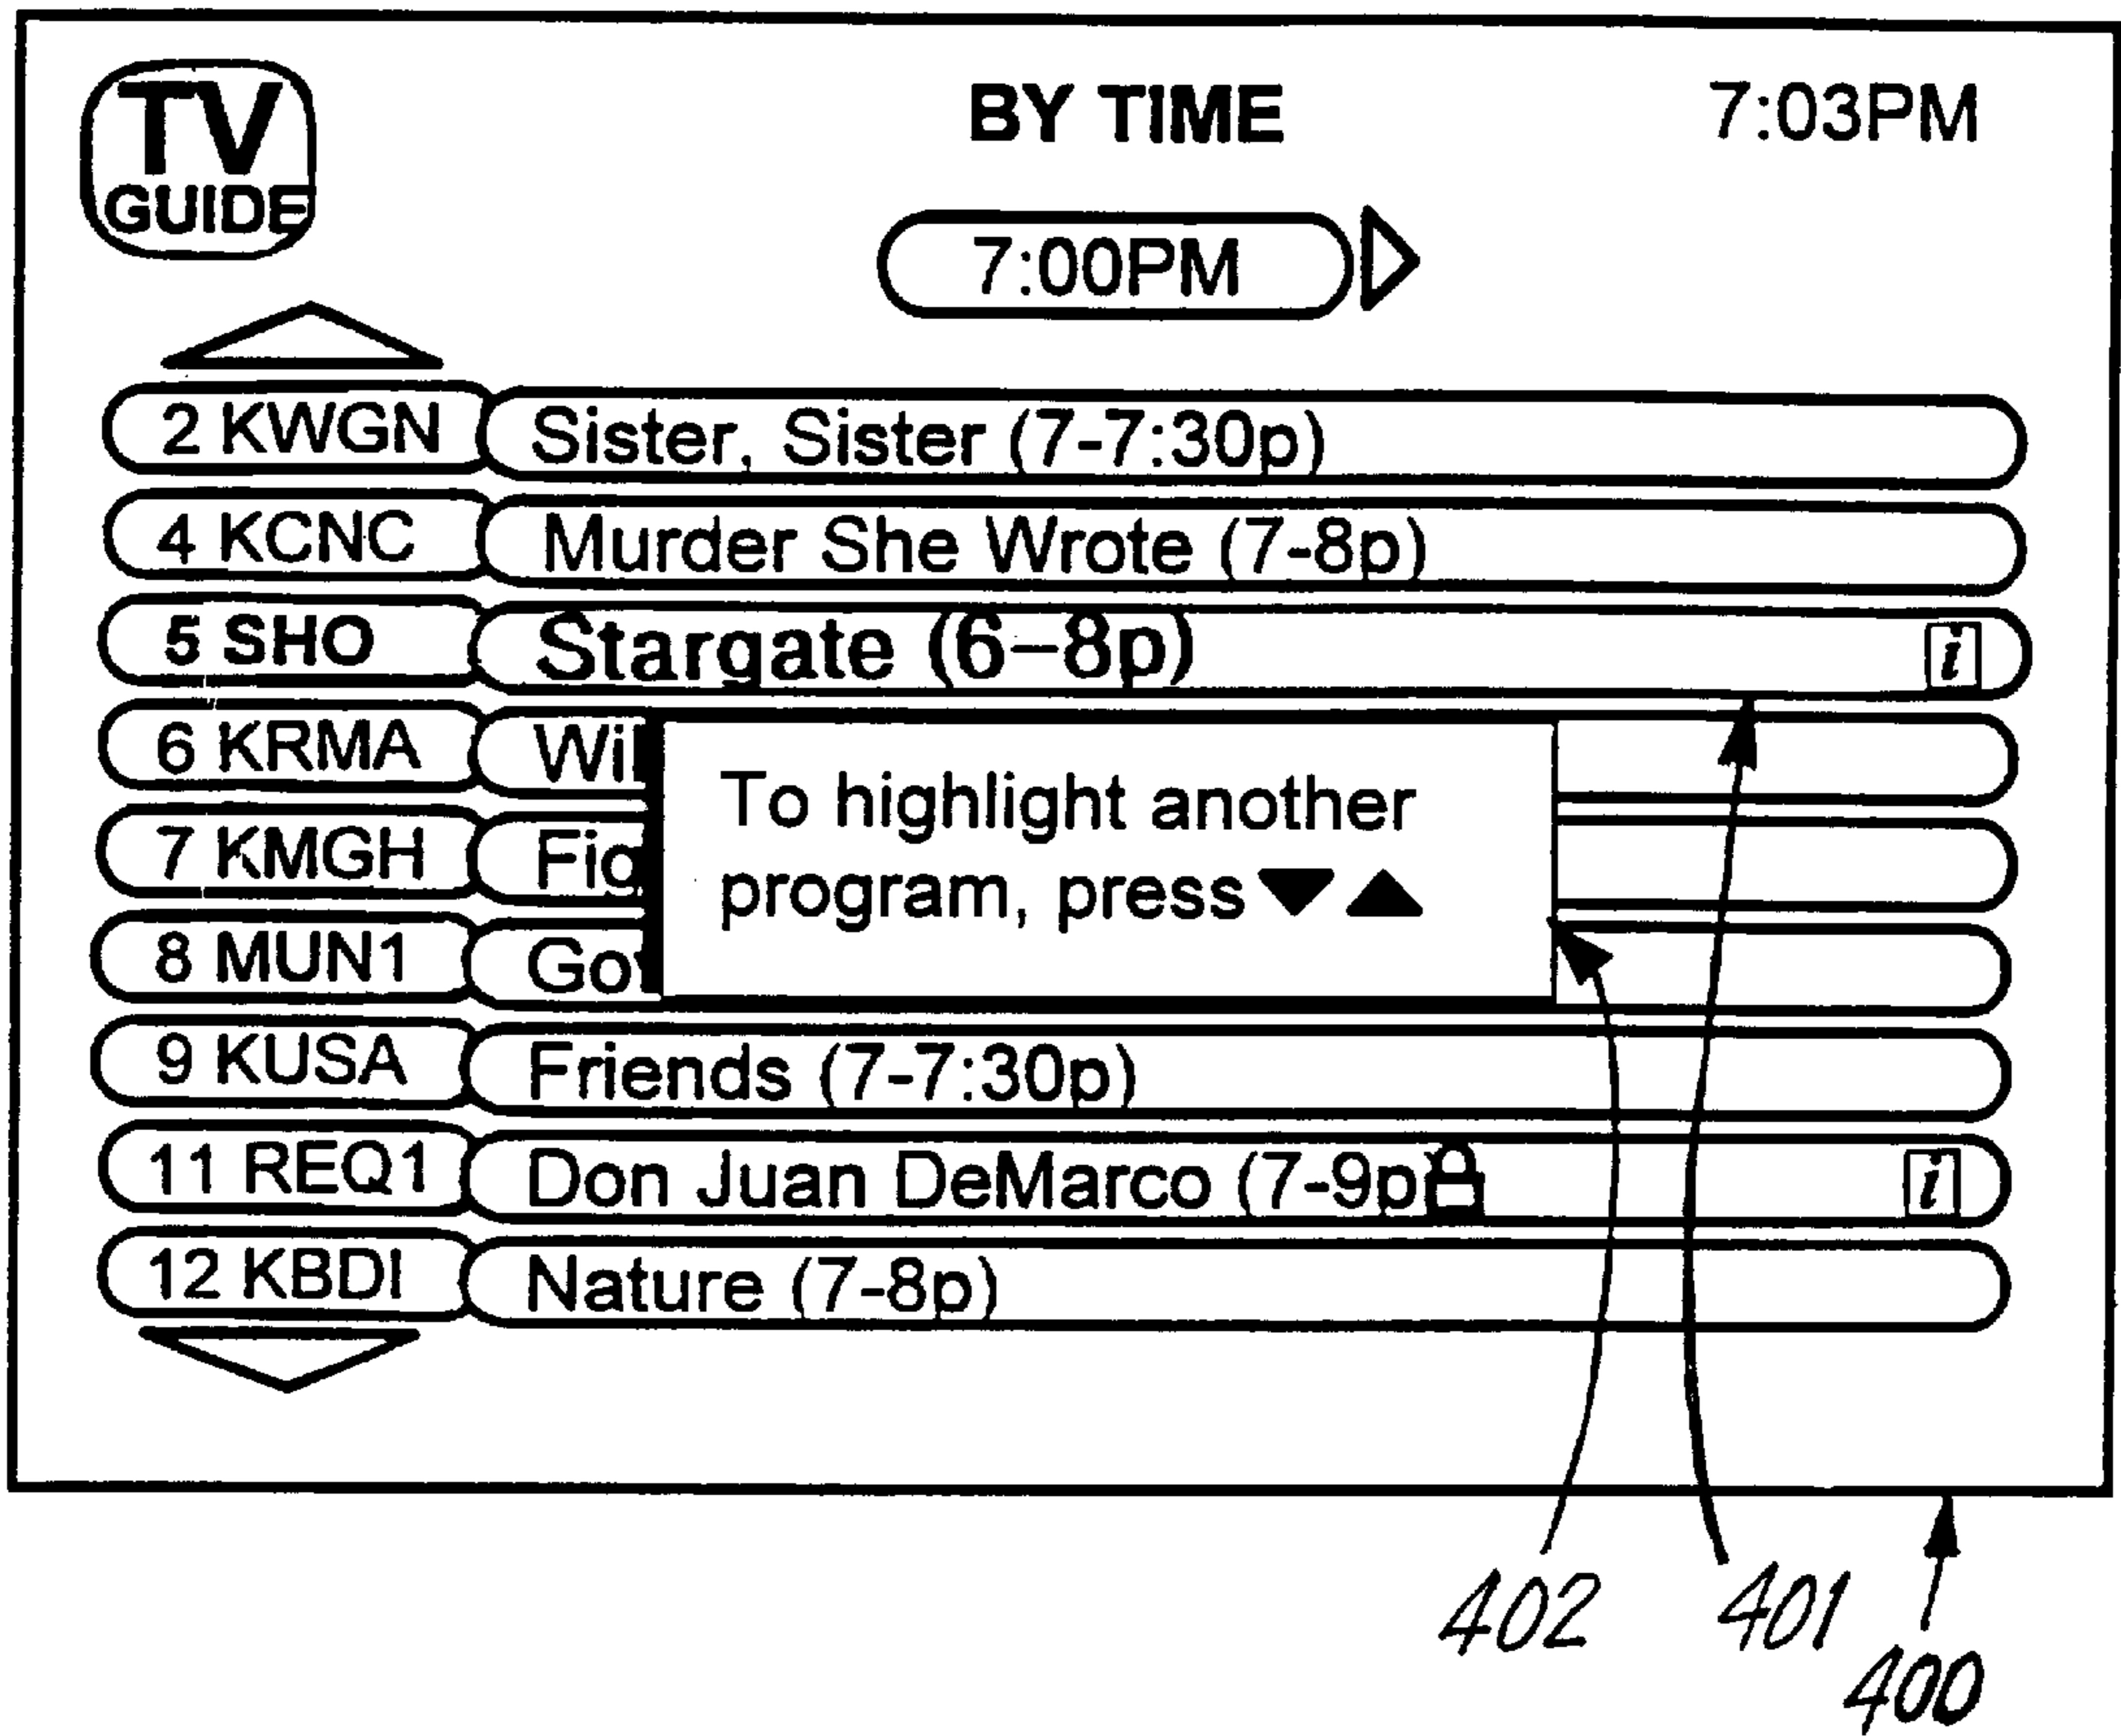 TV
GUIDE
BY TIME
7:03PM
7:00PM
2 KWGN Sister, Sister (7-7:30p)
4 KCNC Murder She Wrote (7-8p)
5 SHO Stargate (6-8p) i
6 KRMA Wil
7 KMGH Fig
8 MUN1 Gov
To highlight another
program, press ▼▲
9 KUSA Friends (7-7:30p)
11 REQ1 Don Juan DeMarco (7-9p) i
12 KBDI Nature (7-8p)
402
401
400